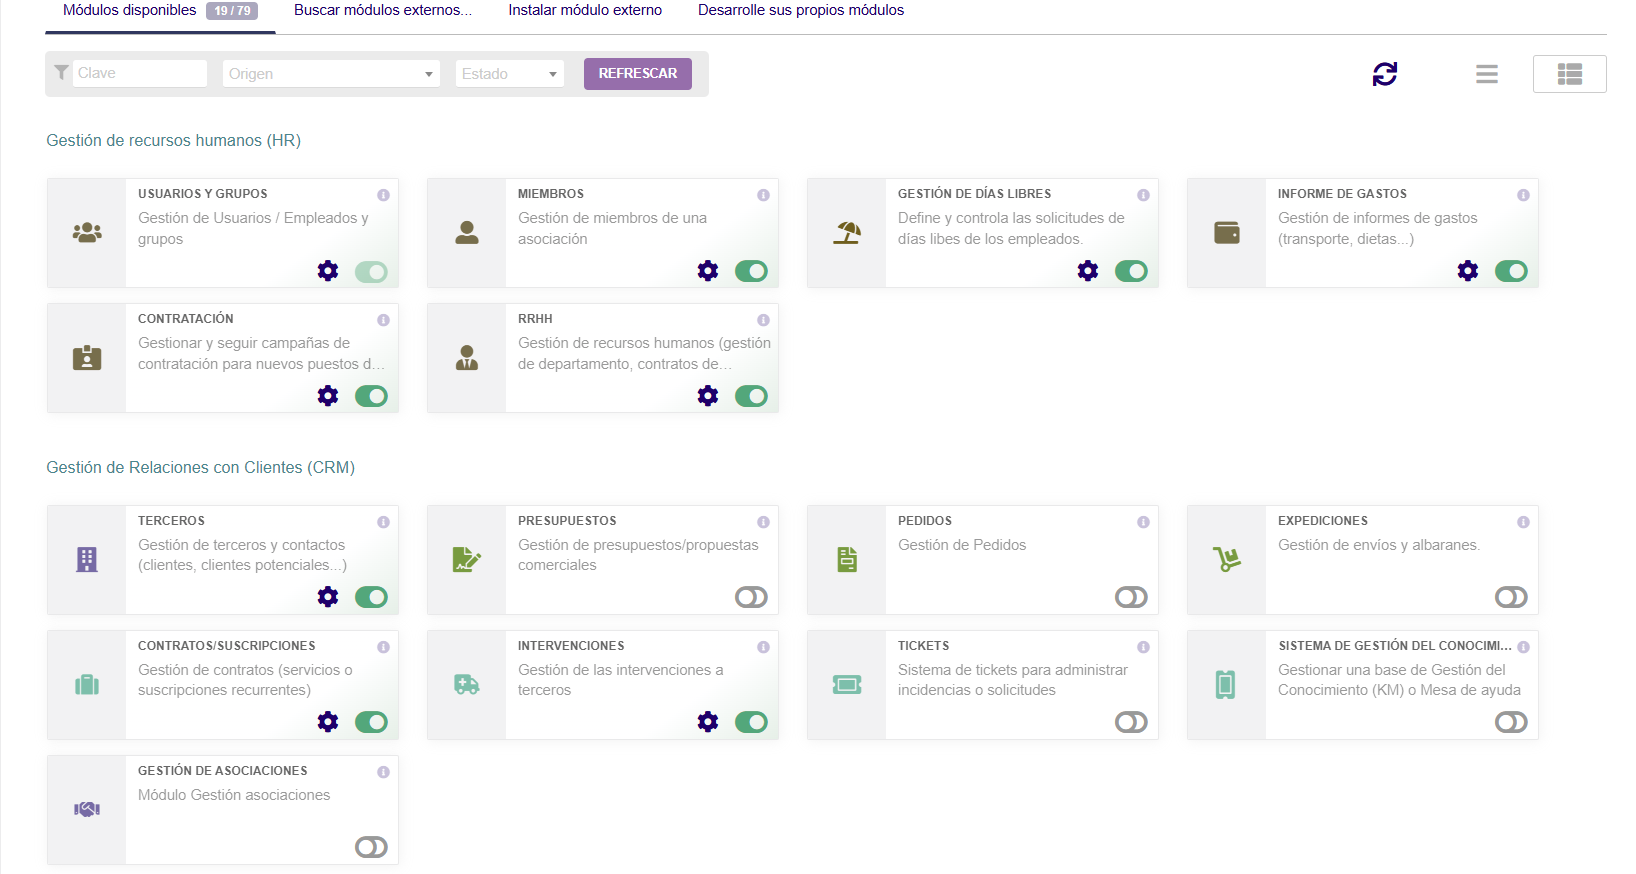 Módulos disponibles 19 / 79 Buscar módulos externos... Instalar módulo externo Desarrolle sus propios módulos
Clave Origen Estado REFRESCAR
Gestión de recursos humanos (HR)
USUARIOS Y GRUPOS
Gestión de Usuarios / Empleados y
grupos
MIEMBROS
Gestión de miembros de una
asociación
GESTIÓN DE DÍAS LIBRES
Define y controla las solicitudes de
días libes de los empleados.
INFORME DE GASTOS
Gestión de informes de gastos
(transporte, dietas...)
CONTRATACIÓN
Gestionar y seguir campañas de
contratación para nuevos puestos d...
RRHH
Gestión de recursos humanos (gestión
de departamento, contratos de...
Gestión de Relaciones con Clientes (CRM)
TERCEROS
Gestión de terceros y contactos
(clientes, clientes potenciales...)
PRESUPUESTOS
Gestión de presupuestos/propuestas
comerciales
PEDIDOS
Gestión de Pedidos
EXPEDICIONES
Gestión de envíos y albaranes.
CONTRATOS/SUSCRIPCIONES
Gestión de contratos (servicios o
suscripciones recurrentes)
INTERVENCIONES
Gestión de las intervenciones a
terceros
TICKETS
Sistema de tickets para administrar
incidencias o solicitudes
SISTEMA DE GESTIÓN DEL CONOCIMI...
Gestionar una base de Gestión del
Conocimiento (KM) o Mesa de ayuda
GESTIÓN DE ASOCIACIONES
Módulo Gestión asociaciones